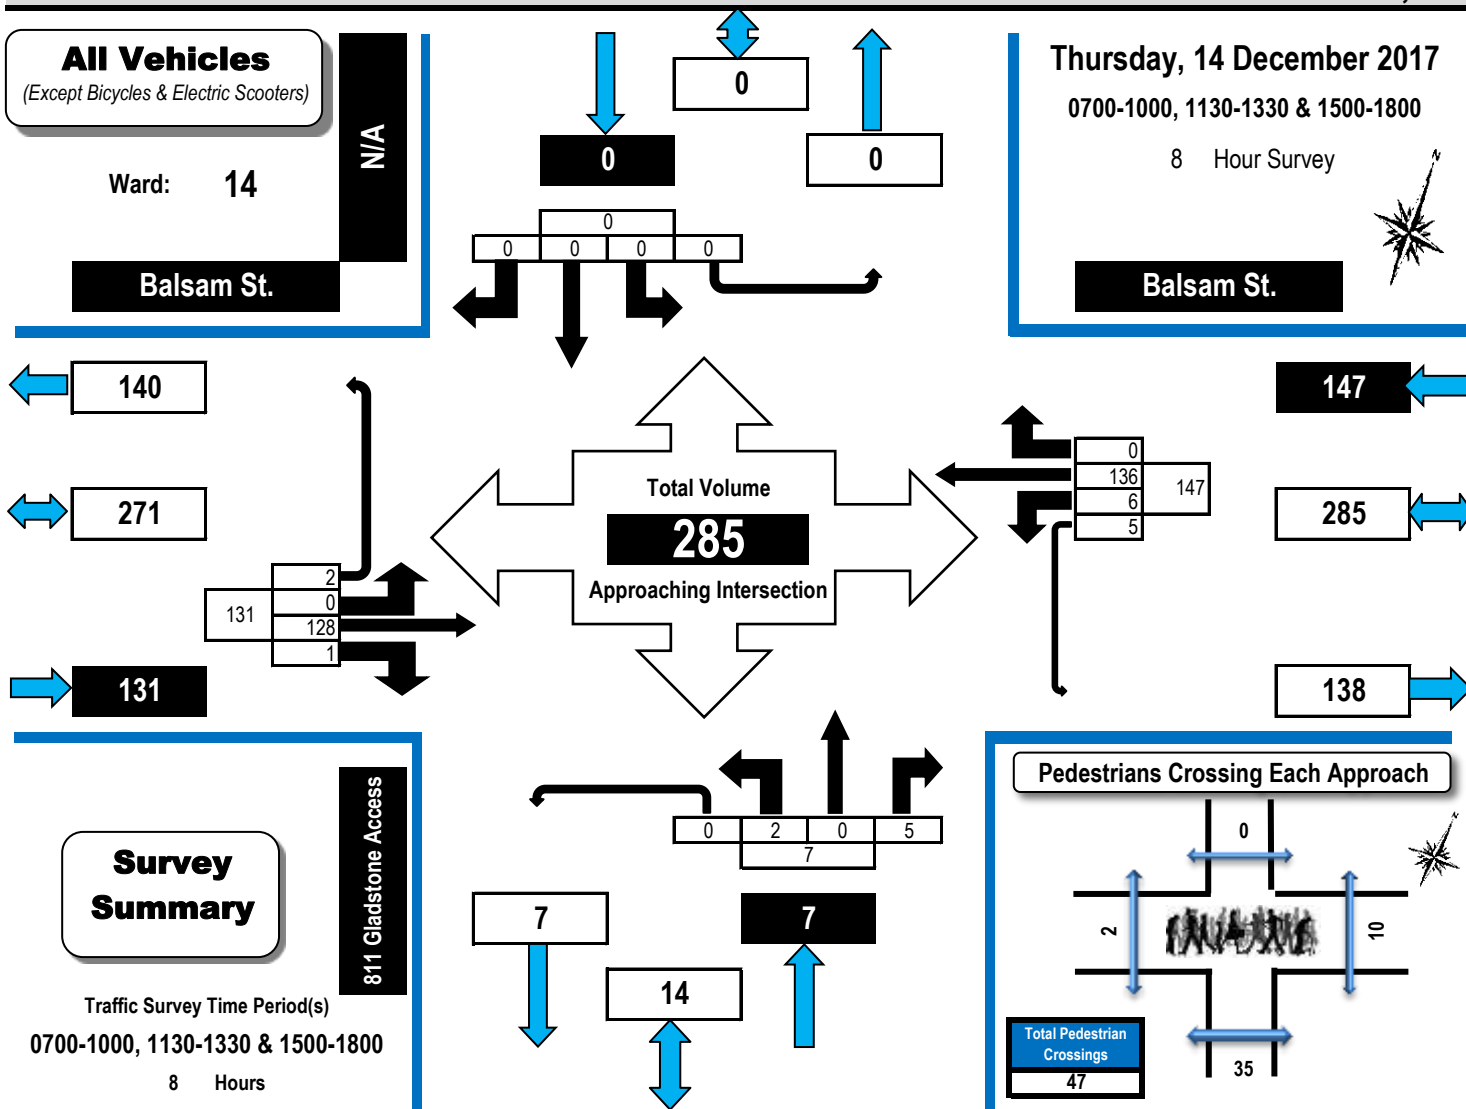 All Vehicles
(Except Bicycles & Electric Scooters)
Ward: 14
N/A
Balsam St.
0
0
0
0
0 0 0 0
Thursday, 14 December 2017
0700-1000, 1130-1330 & 1500-1800
8 Hour Survey
N
Balsam St.
140
271
131
2
0
128
1
131
Total Volume
285
Approaching Intersection
0
136
6
5
147
147
285
138
0 2 0 5
7
7
7
14
Survey
Summary
811 Gladstone Access
Traffic Survey Time Period(s)
0700-1000, 1130-1330 & 1500-1800
8 Hours
Pedestrians Crossing Each Approach
0
2
10
35
Total Pedestrian
Crossings
47